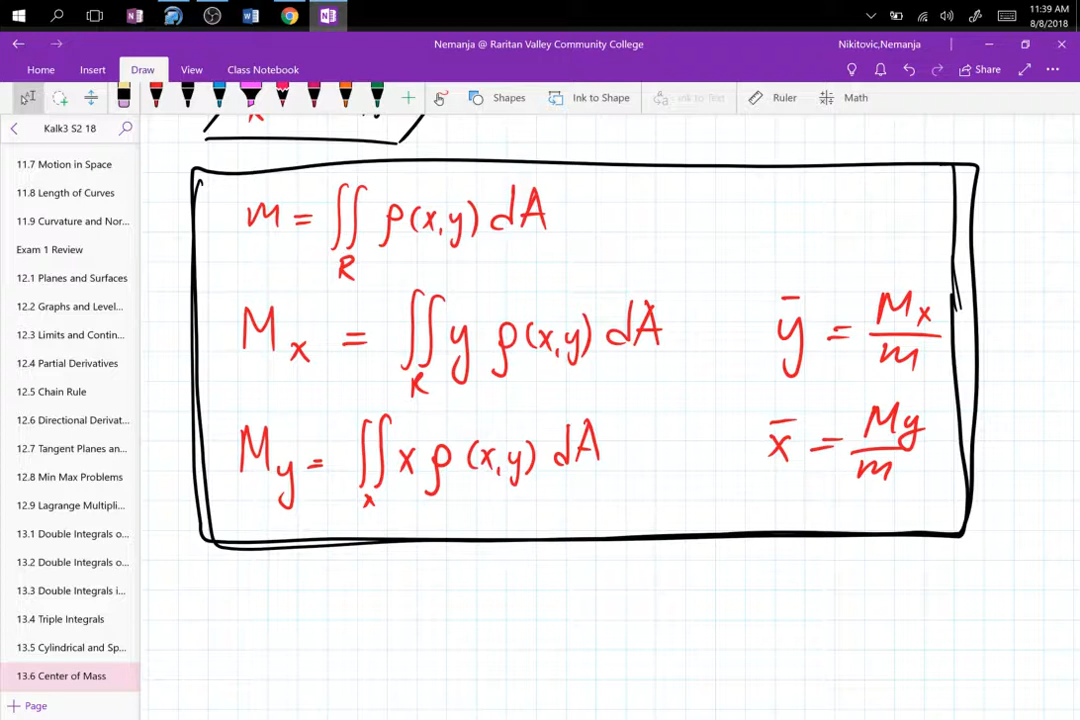 11:39 AM
8/8/2018
Nemanja @ Raritan Valley Community College
Nikitovic,Nemanja
Home Insert Draw View Class Notebook
Share
Shapes Ink to Shape Ink to Text Ruler Math
Kalk3 S2 18
11.7 Motion in Space
11.8 Length of Curves
11.9 Curvature and Nor...
Exam 1 Review
12.1 Planes and Surfaces
12.2 Graphs and Level...
12.3 Limits and Contin...
12.4 Partial Derivatives
12.5 Chain Rule
12.6 Directional Derivat...
12.7 Tangent Planes an...
12.8 Min Max Problems
12.9 Lagrange Multipli...
13.1 Double Integrals o...
13.2 Double Integrals o...
13.3 Double Integrals i...
13.4 Triple Integrals
13.5 Cylindrical and Sp...
13.6 Center of Mass
+ Page
m = ∬_R ρ(x,y) dA
M_x = ∬_R y ρ(x,y) dA ȳ = M_x/m
M_y = ∬_x x ρ(x,y) dA x̄ = M_y/m